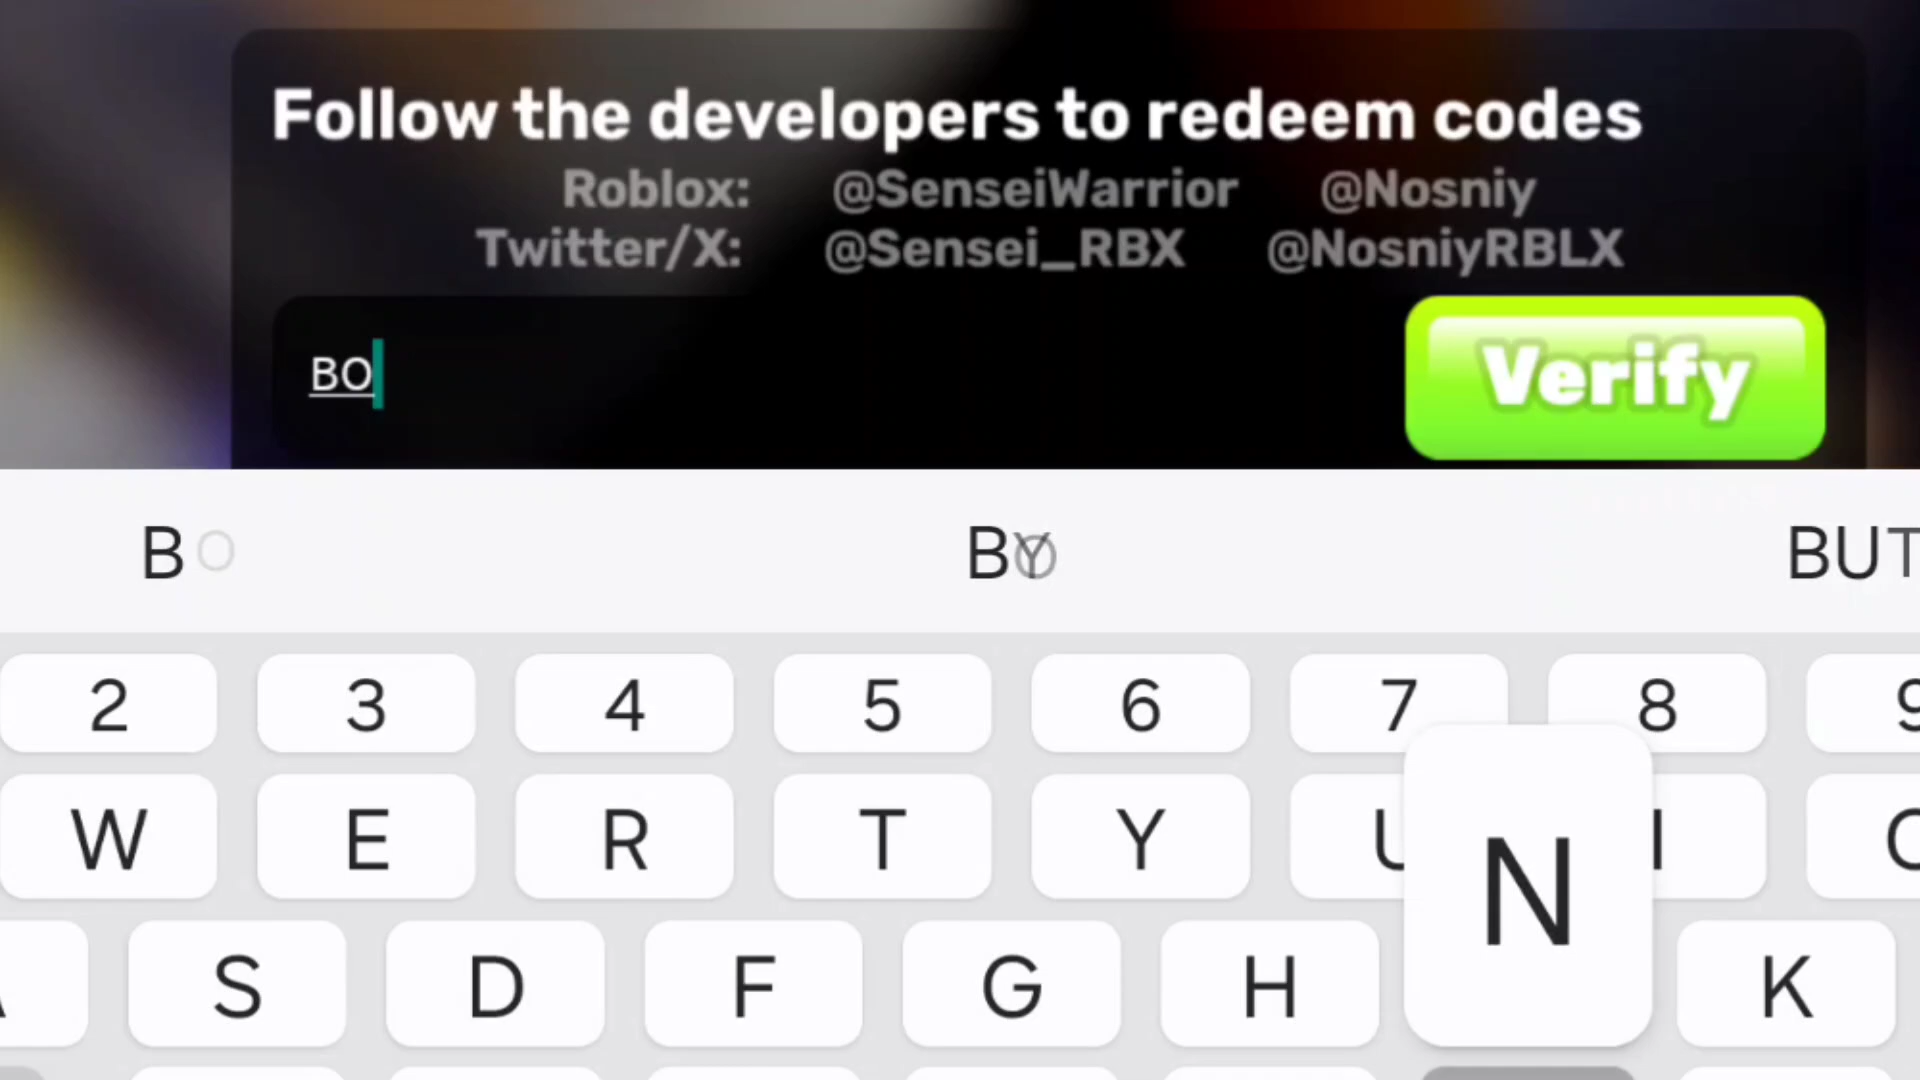 Follow the developers to redeem codes
Roblox: @SenseiWarrior @Nosniy
Twitter/X: @Sensei_RBX @NosniyRBLX
BO
Verify
B O BY BUT
2 3 4 5 6 7 8 9
W E R T Y U I O
N
S D F G H K